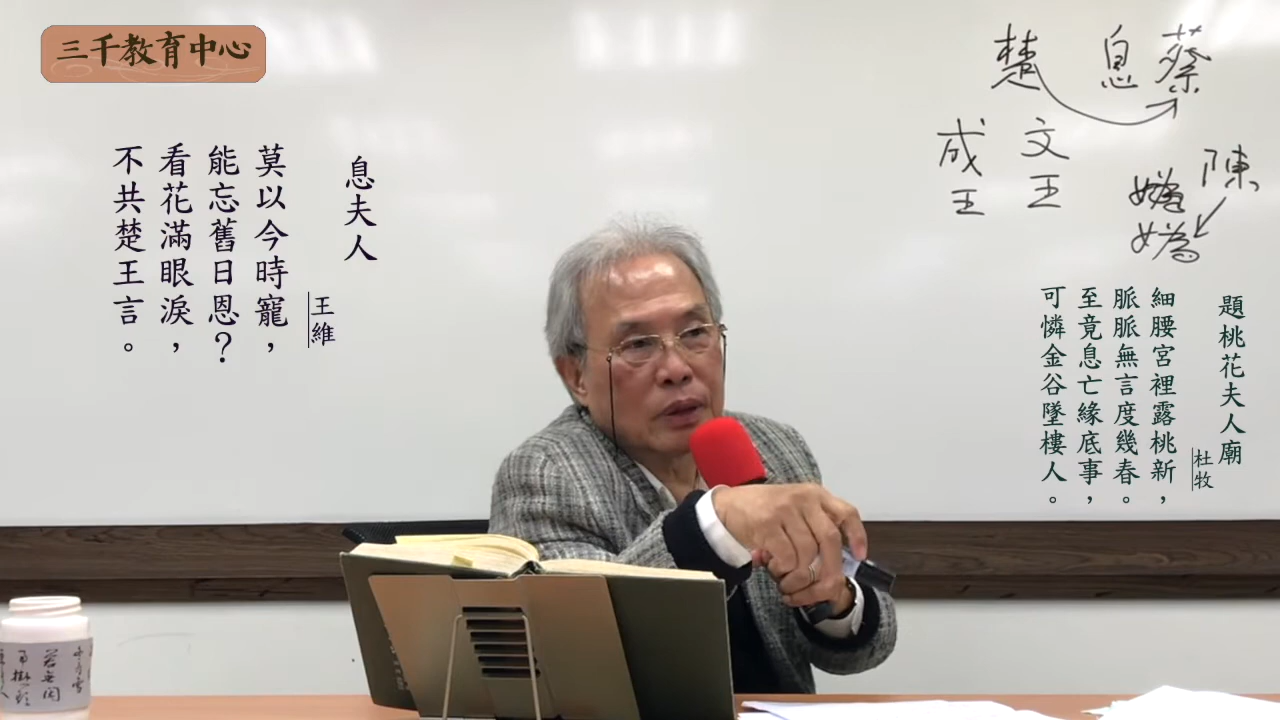 三千教育中心
息夫人
王維
莫以今時寵，
能忘舊日恩？
看花滿眼淚，
不共楚王言。
楚 息 蔡
文王
成王
陳
嬌
媯
題桃花夫人廟
杜牧
細腰宮裡露桃新，
脈脈無言度幾春。
至竟息亡緣底事，
可憐金谷墜樓人。